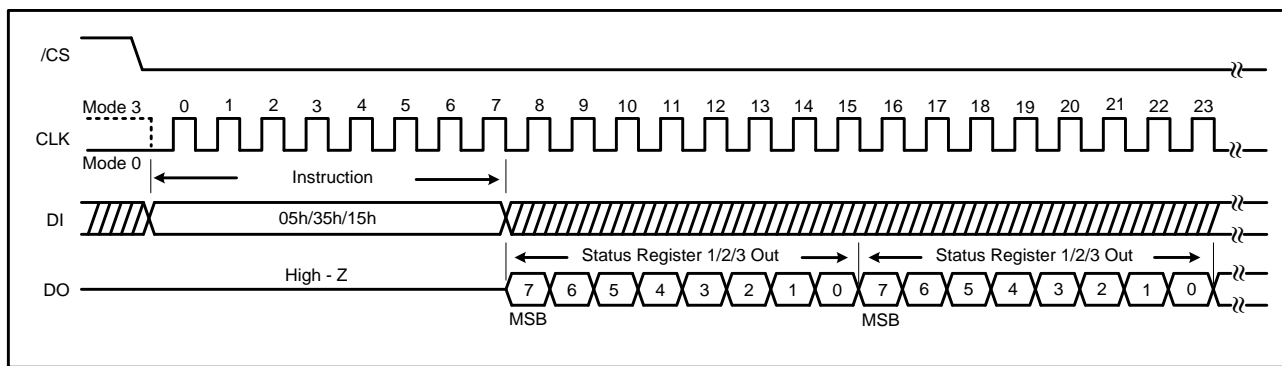 /CS
Mode 3 0 1 2 3 4 5 6 7 8 9 10 11 12 13 14 15 16 17 18 19 20 21 22 23
CLK
Mode 0
Instruction
DI 05h/35h/15h
Status Register 1/2/3 Out Status Register 1/2/3 Out
High - Z
DO 7 6 5 4 3 2 1 0 7 6 5 4 3 2 1 0
MSB MSB